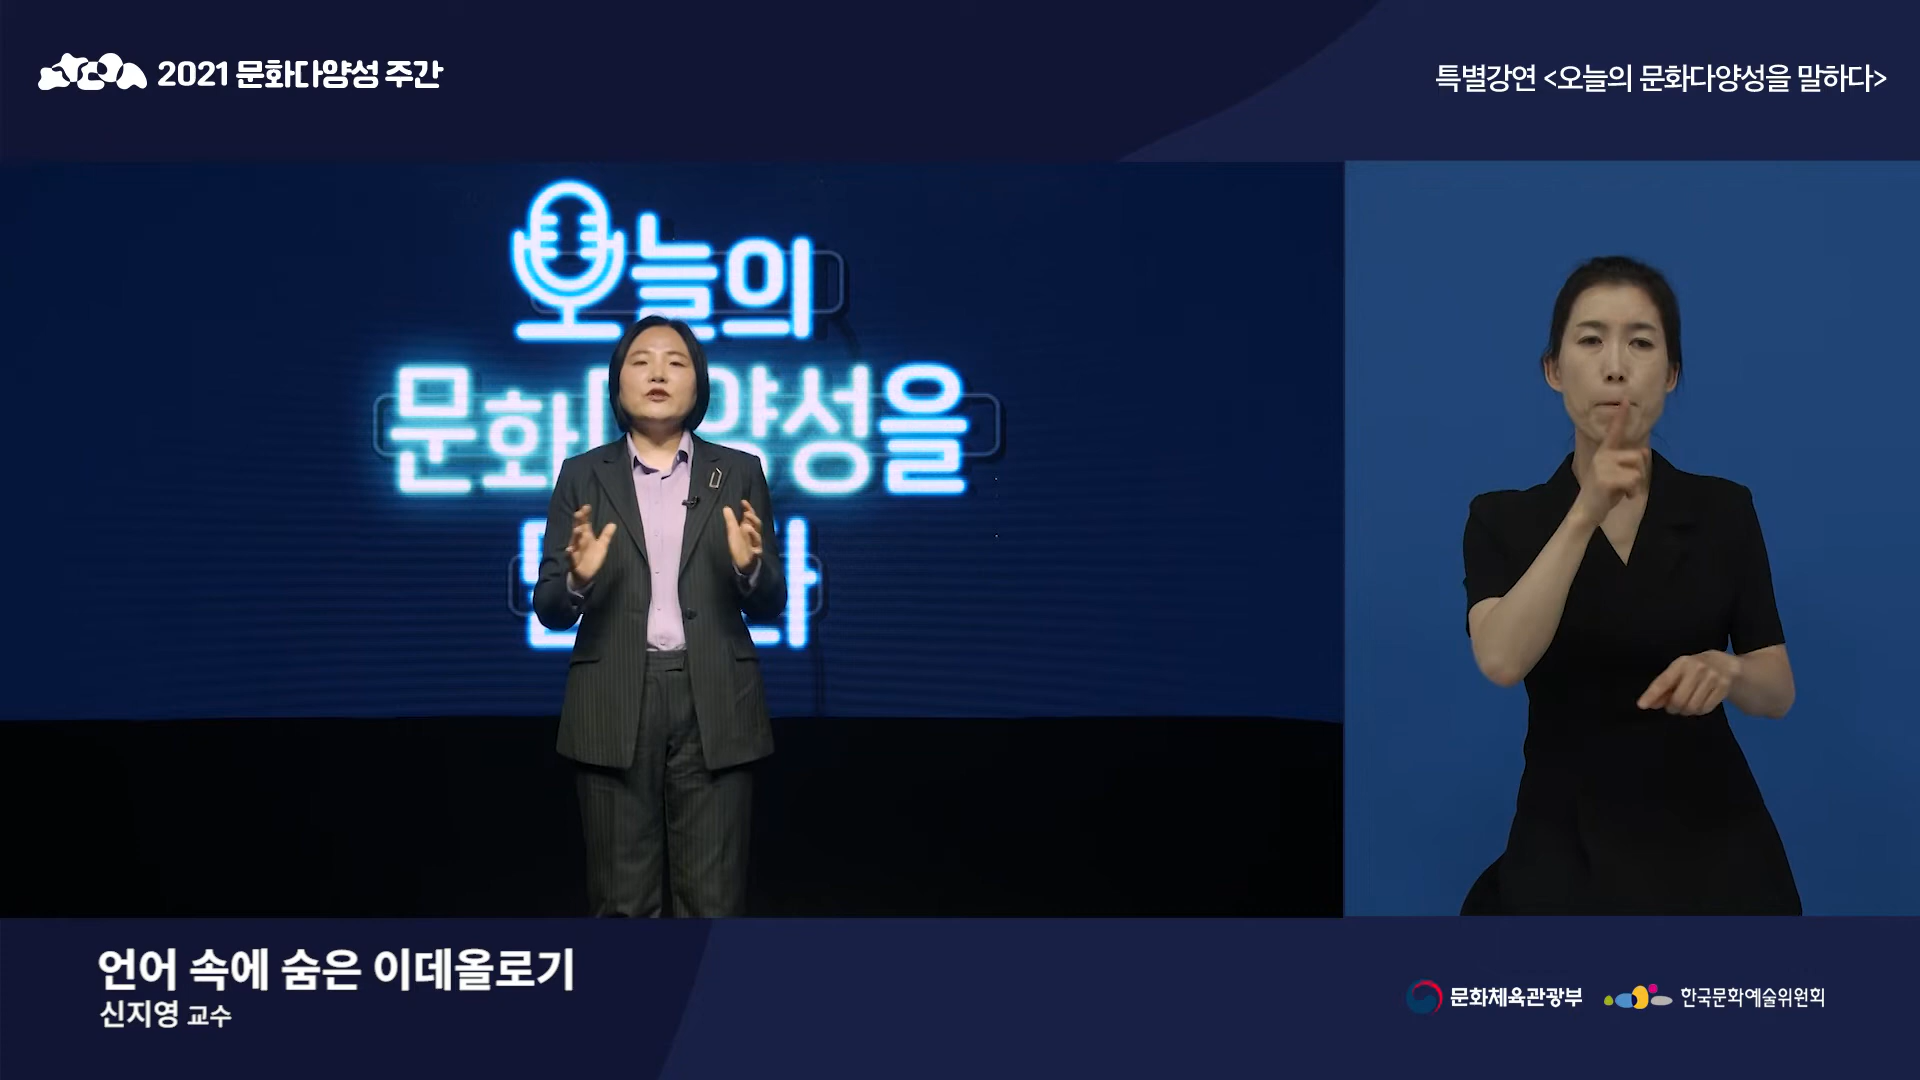 2021 문화다양성 주간
특별강연 <오늘의 문화다양성을 말하다>
오늘의
문화다양성을
언어 속에 숨은 이데올로기
신지영 교수
문화체육관광부
한국문화예술위원회